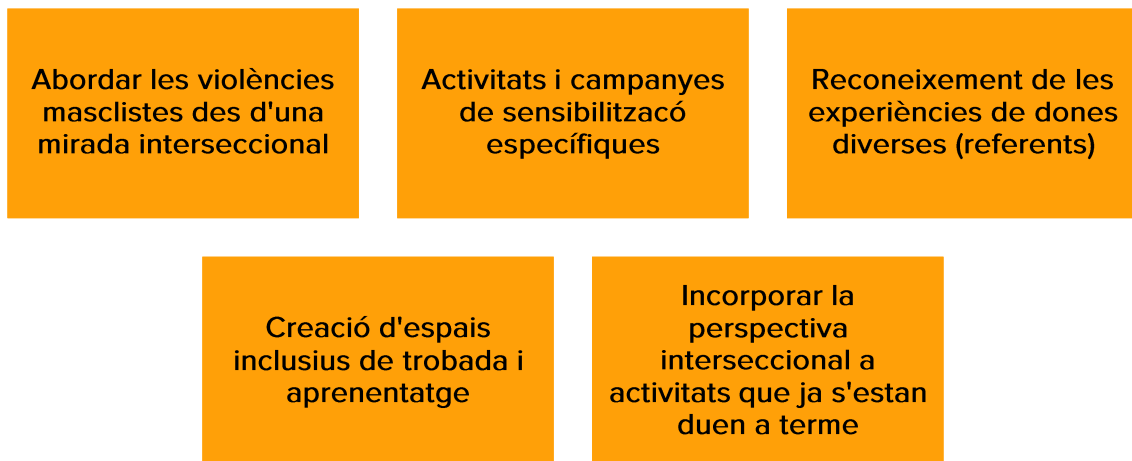 Abordar les violències
masclistes des d'una
mirada interseccional
Activitats i campanyes
de sensibilitzacó
específiques
Reconeixement de les
experiències de dones
diverses (referents)
Creació d'espais
inclusius de trobada i
aprenentatge
Incorporar la
perspectiva
interseccional a
activitats que ja s'estan
duen a terme